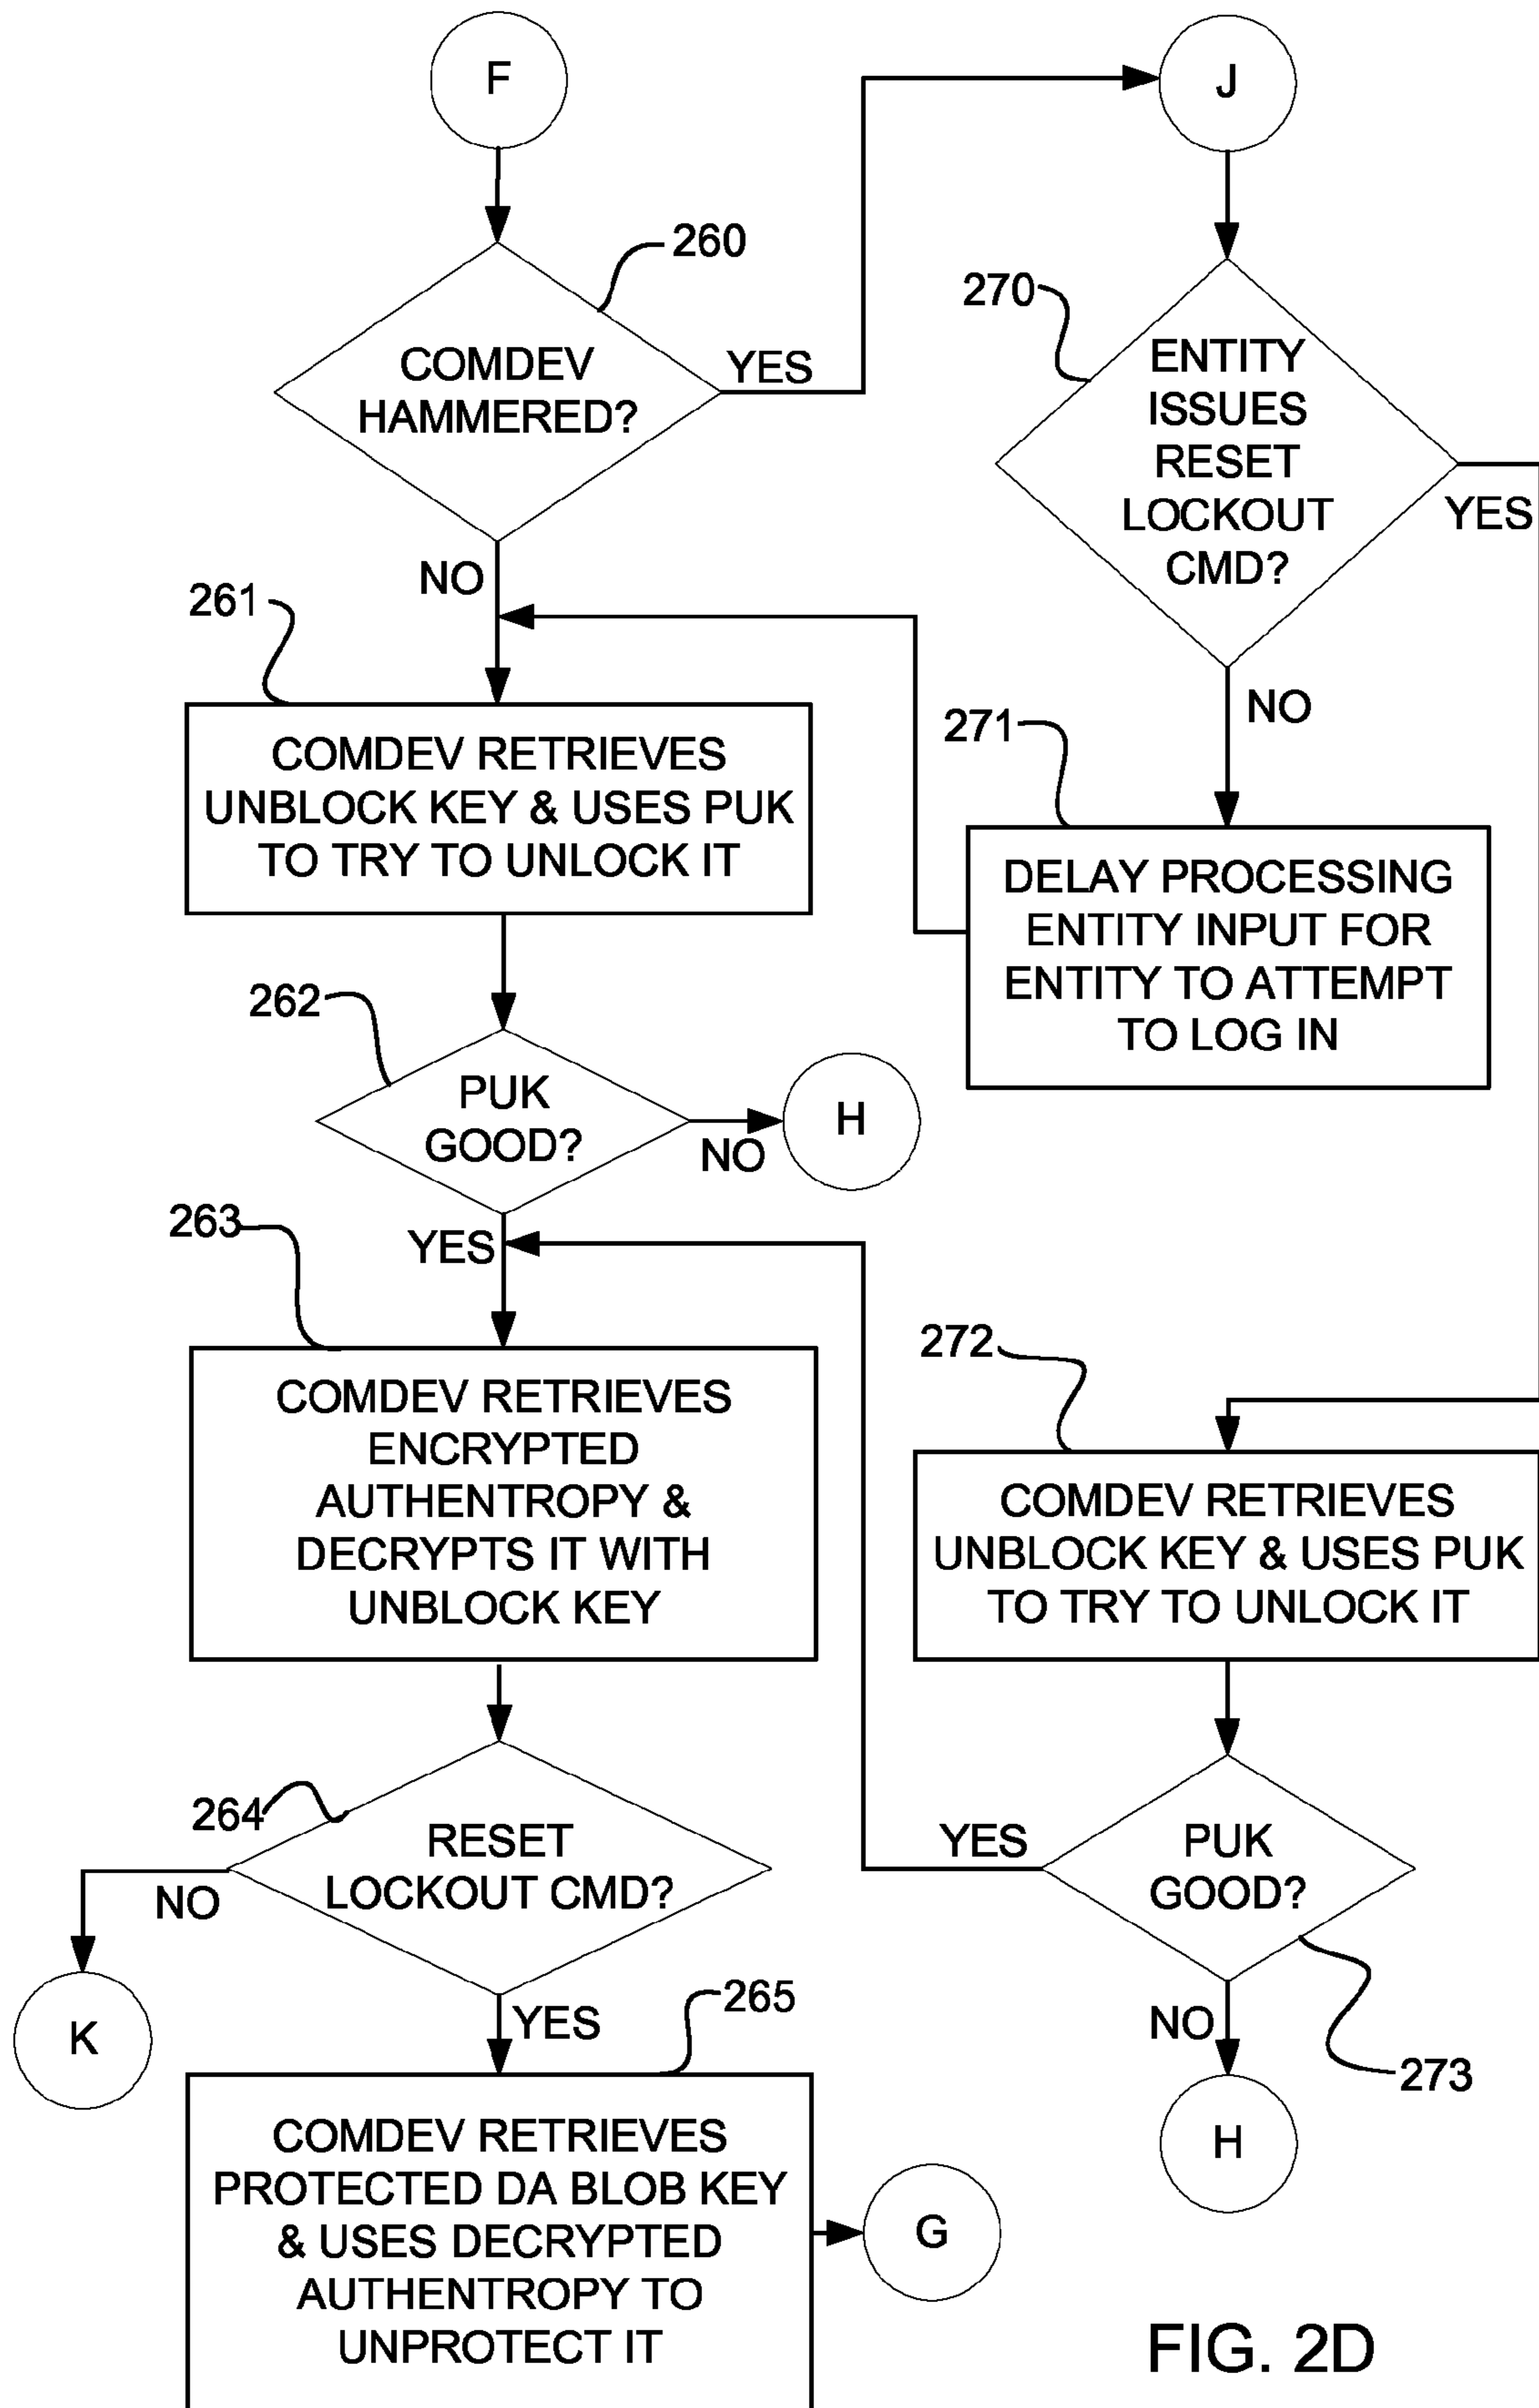 F
J
260
COMDEV
HAMMERED?
YES
270
ENTITY
ISSUES
RESET
LOCKOUT
CMD?
YES
NO
261
COMDEV RETRIEVES
UNBLOCK KEY & USES PUK
TO TRY TO UNLOCK IT
NO
271
DELAY PROCESSING
ENTITY INPUT FOR
ENTITY TO ATTEMPT
TO LOG IN
262
PUK
GOOD?
NO
H
263
YES
COMDEV RETRIEVES
ENCRYPTED
AUTHENTROPY &
DECRYPTS IT WITH
UNBLOCK KEY
272
COMDEV RETRIEVES
UNBLOCK KEY & USES PUK
TO TRY TO UNLOCK IT
264
RESET
LOCKOUT CMD?
NO
K
YES
PUK
GOOD?
YES
NO
273
H
265
COMDEV RETRIEVES
PROTECTED DA BLOB KEY
& USES DECRYPTED
AUTHENTROPY TO
UNPROTECT IT
G
FIG. 2D